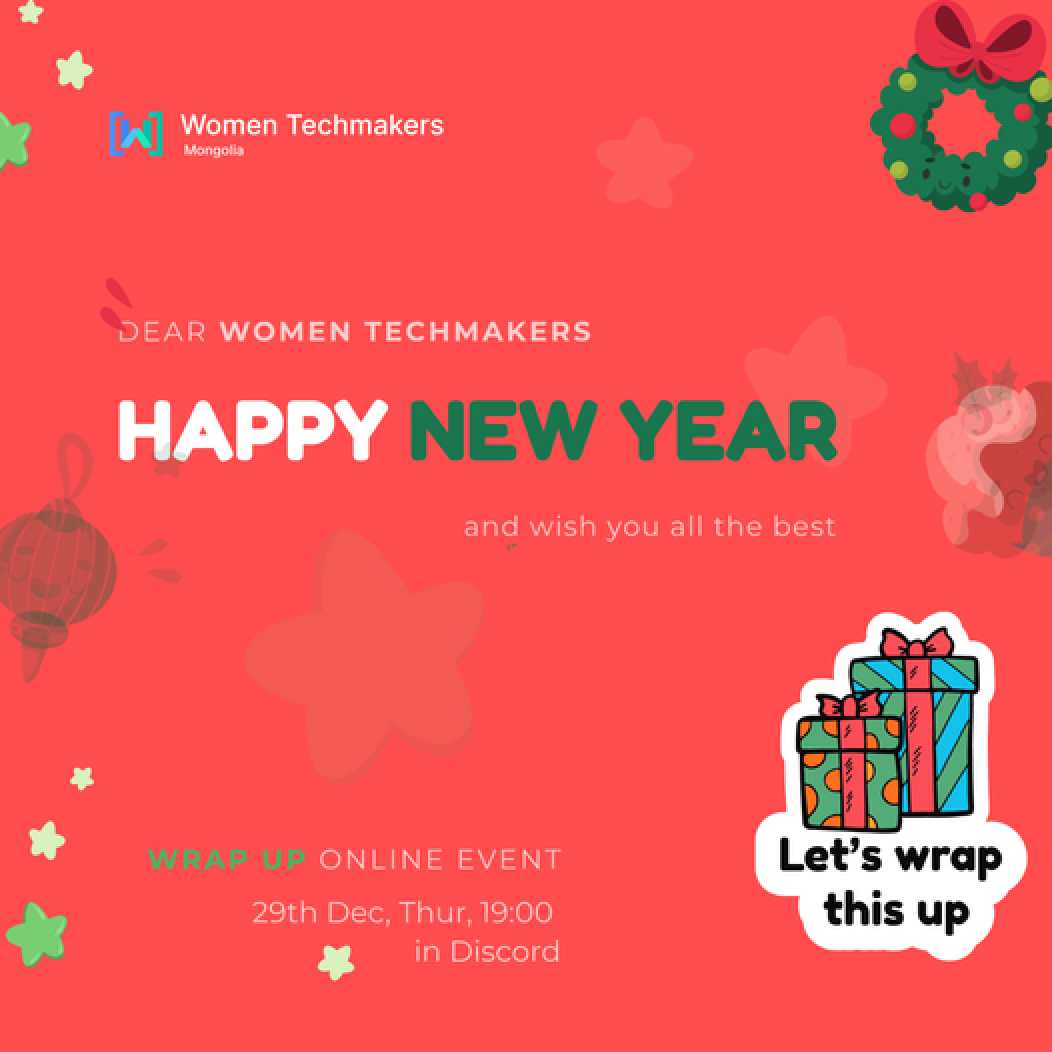 Women Techmakers
Mongolia
DEAR WOMEN TECHMAKERS
HAPPY NEW YEAR
and wish you all the best
WRAP UP ONLINE EVENT
29th Dec, Thur, 19:00
in Discord
Let's wrap
this up